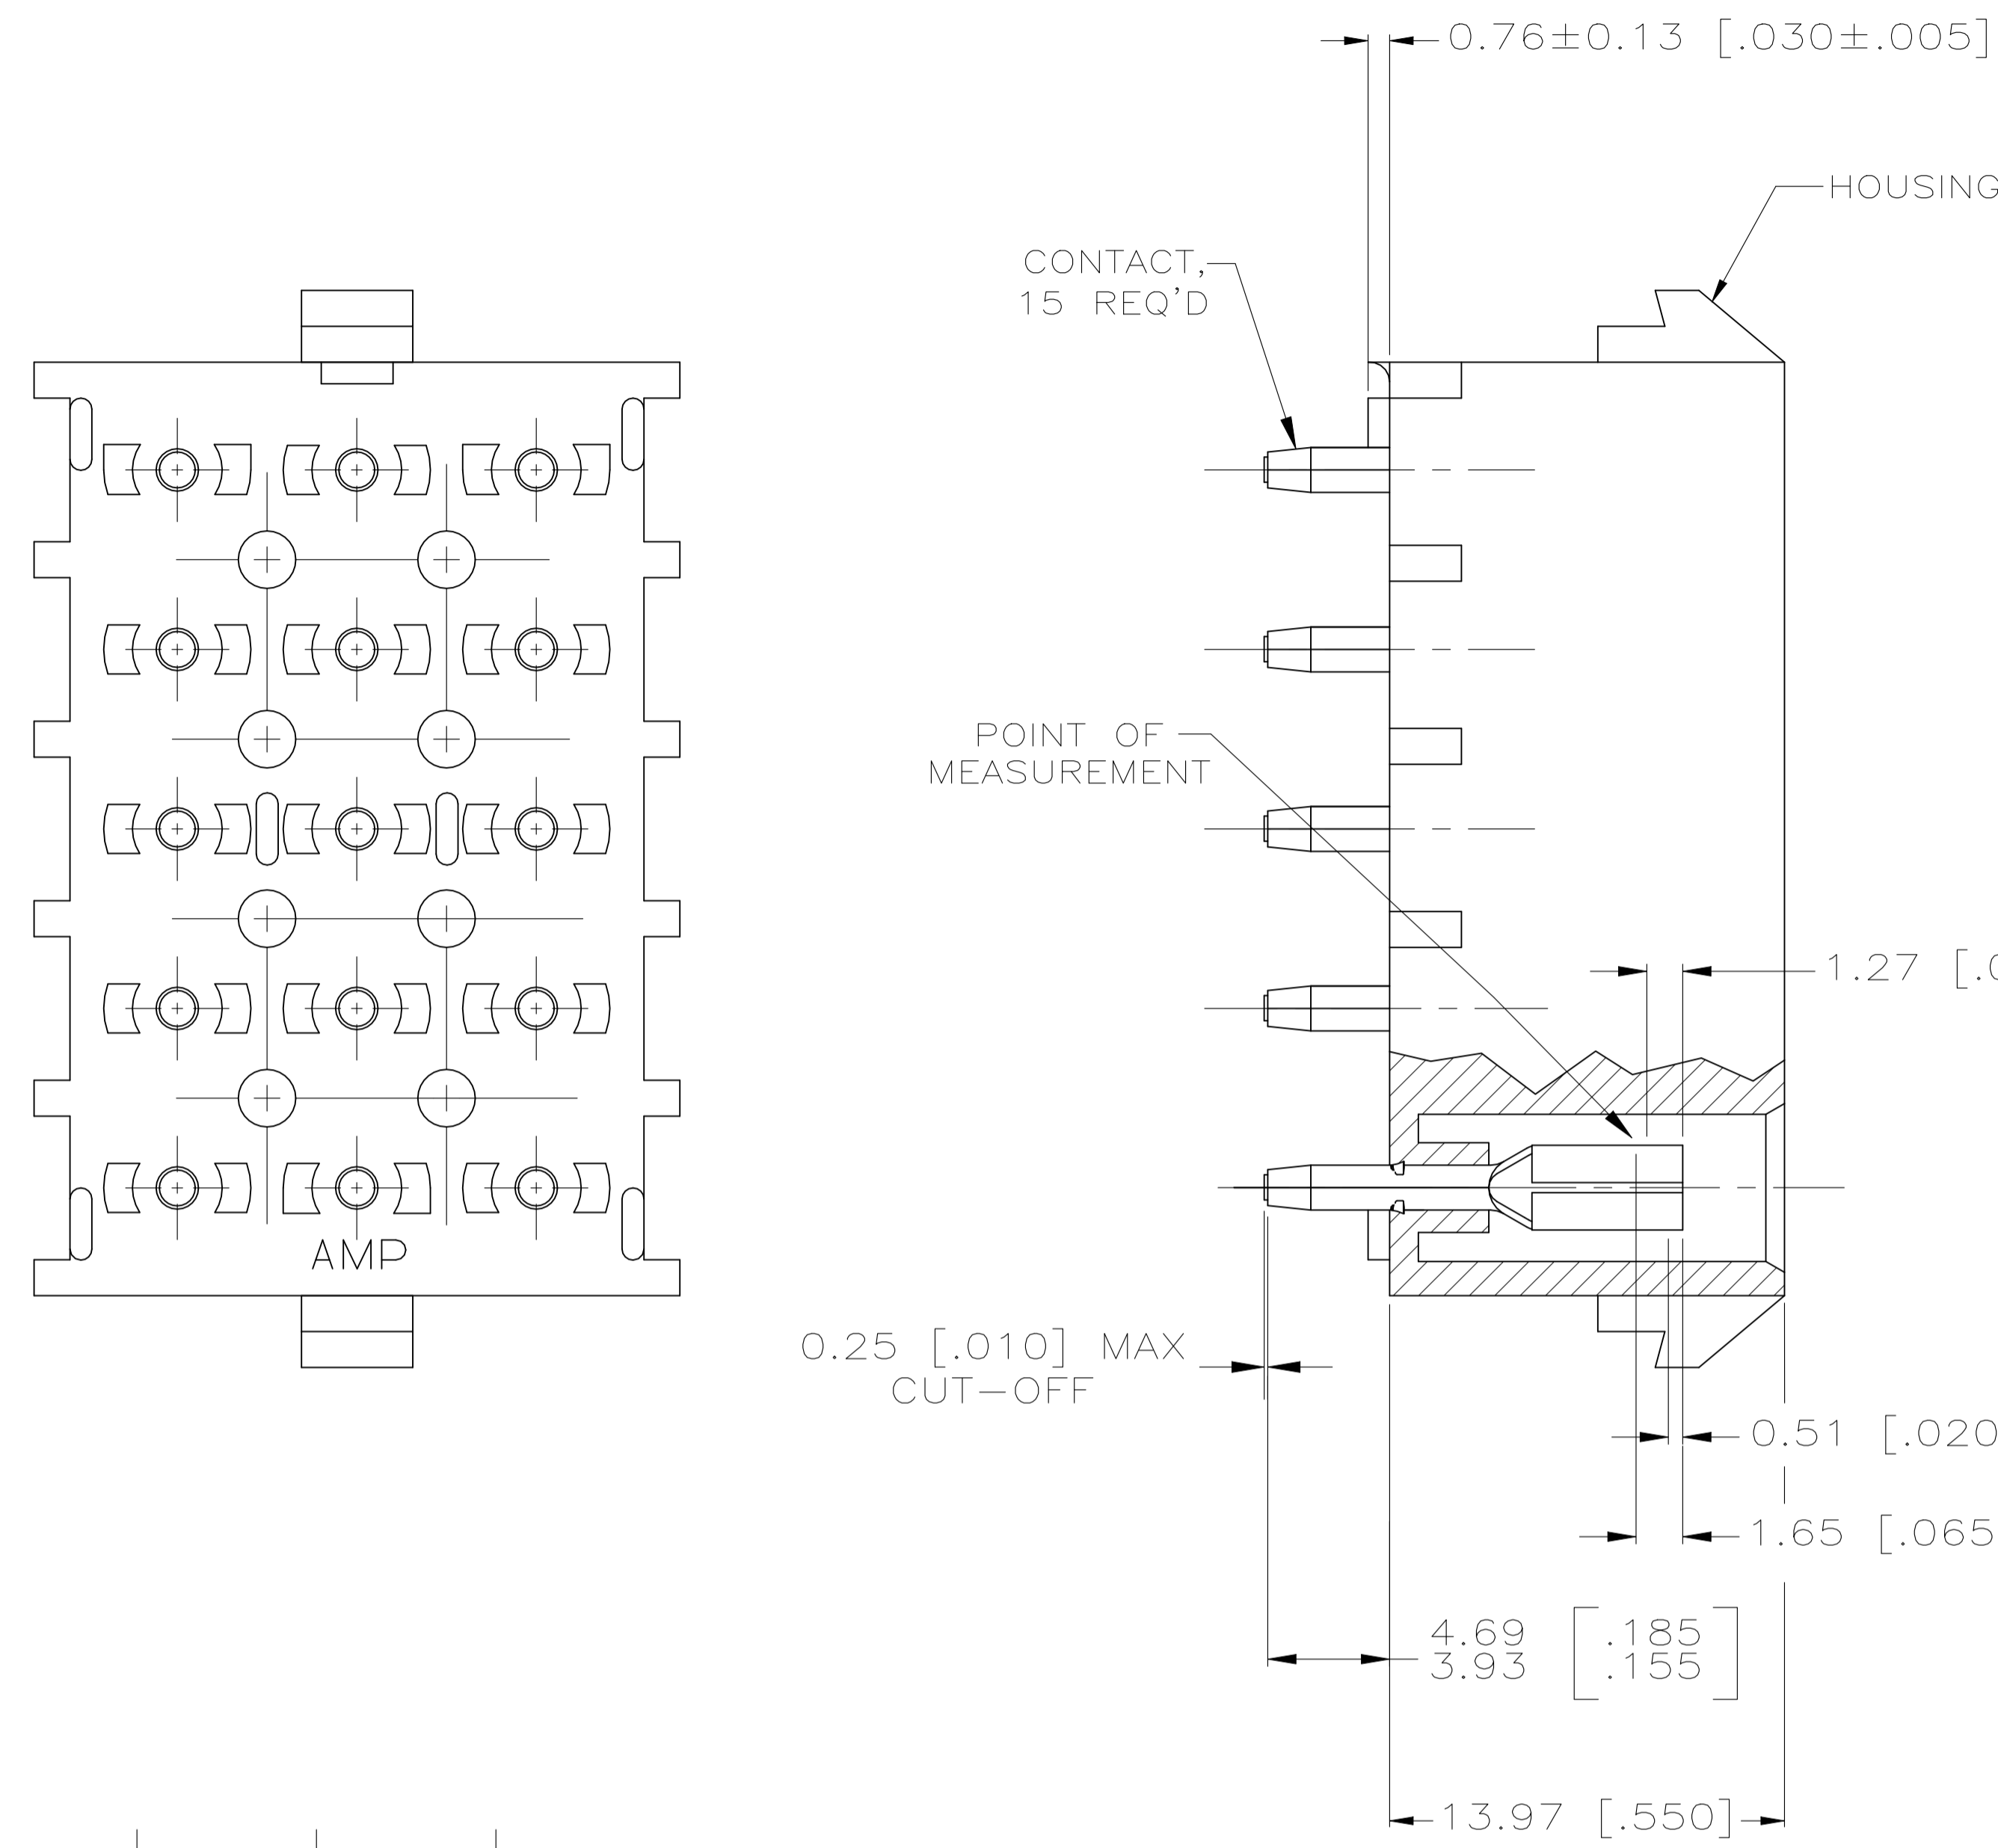 0.76±0.13 [.030±.005]
HOUSING
CONTACT,
15 REQ'D
POINT OF
MEASUREMENT
1.27 [.0
AMP
0.25 [.010] MAX
CUT-OFF
0.51 [.020
1.65 [.065
4.69 [.185]
3.93 [.155]
13.97 [.550]